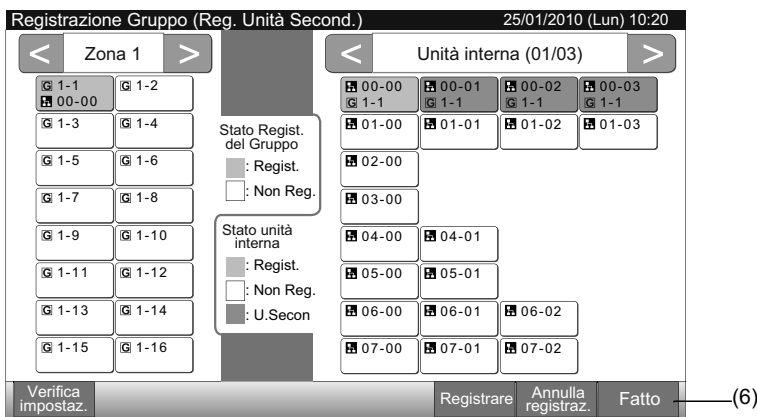 Registrazione Gruppo (Reg. Unità Second.) 25/01/2010 (Lun) 10:20
< Zona 1 > < Unità interna (01/03) >
G 1-1
00-00
G 1-2
G 1-3 G 1-4
G 1-5 G 1-6
G 1-7 G 1-8
G 1-9 G 1-10
G 1-11 G 1-12
G 1-13 G 1-14
G 1-15 G 1-16
Stato Regist.
del Gruppo
: Regist.
: Non Reg.
Stato unità
interna
: Regist.
: Non Reg.
: U.Secon
00-00 00-01 00-02 00-03
G 1-1 G 1-1 G 1-1 G 1-1
01-00 01-01 01-02 01-03
02-00
03-00
04-00 04-01
05-00 05-01
06-00 06-01 06-02
07-00 07-01 07-02
Verifica
impostaz.
Registrare
Annulla
registraz.
Fatto
(6)